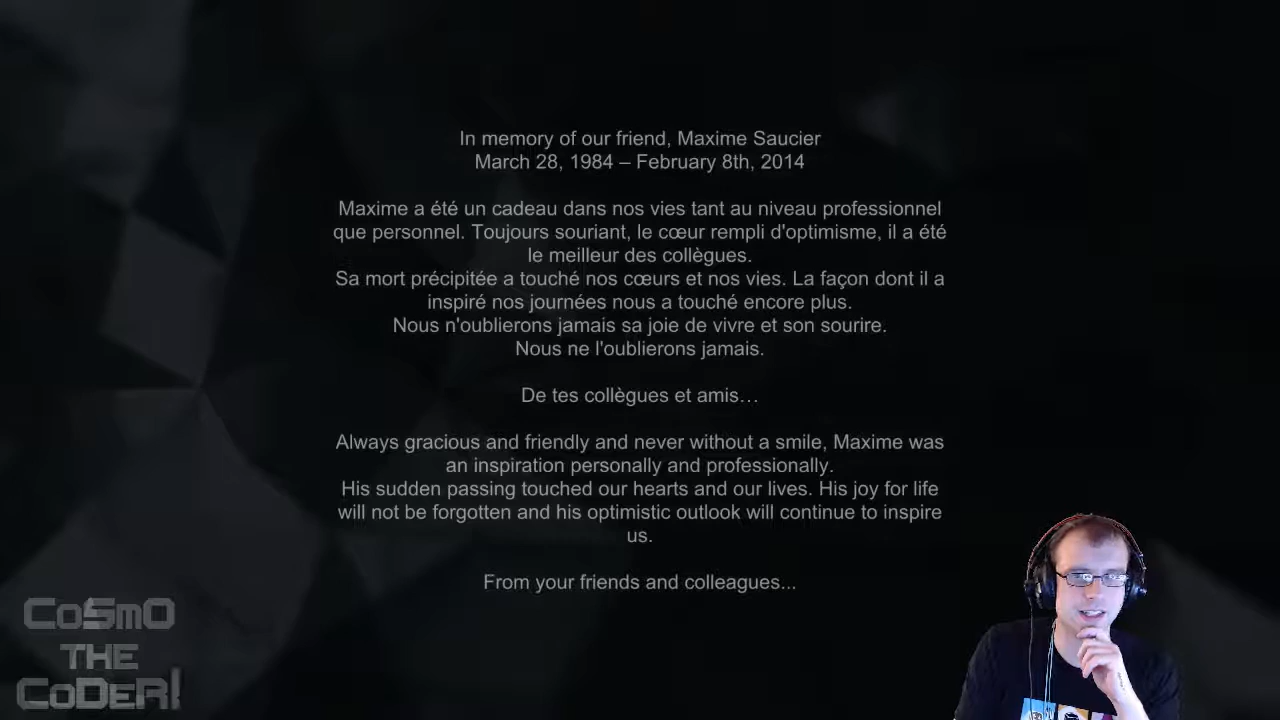 In memory of our friend, Maxime Saucier
March 28, 1984 – February 8th, 2014
Maxime a été un cadeau dans nos vies tant au niveau professionnel
que personnel. Toujours souriant, le cœur rempli d'optimisme, il a été
le meilleur des collègues.
Sa mort précipitée a touché nos cœurs et nos vies. La façon dont il a
inspiré nos journées nous a touché encore plus.
Nous n'oublierons jamais sa joie de vivre et son sourire.
Nous ne l'oublierons jamais.
De tes collègues et amis…
Always gracious and friendly and never without a smile, Maxime was
an inspiration personally and professionally.
His sudden passing touched our hearts and our lives. His joy for life
will not be forgotten and his optimistic outlook will continue to inspire
us.
From your friends and colleagues...
CoSmO
THE
CoDER!